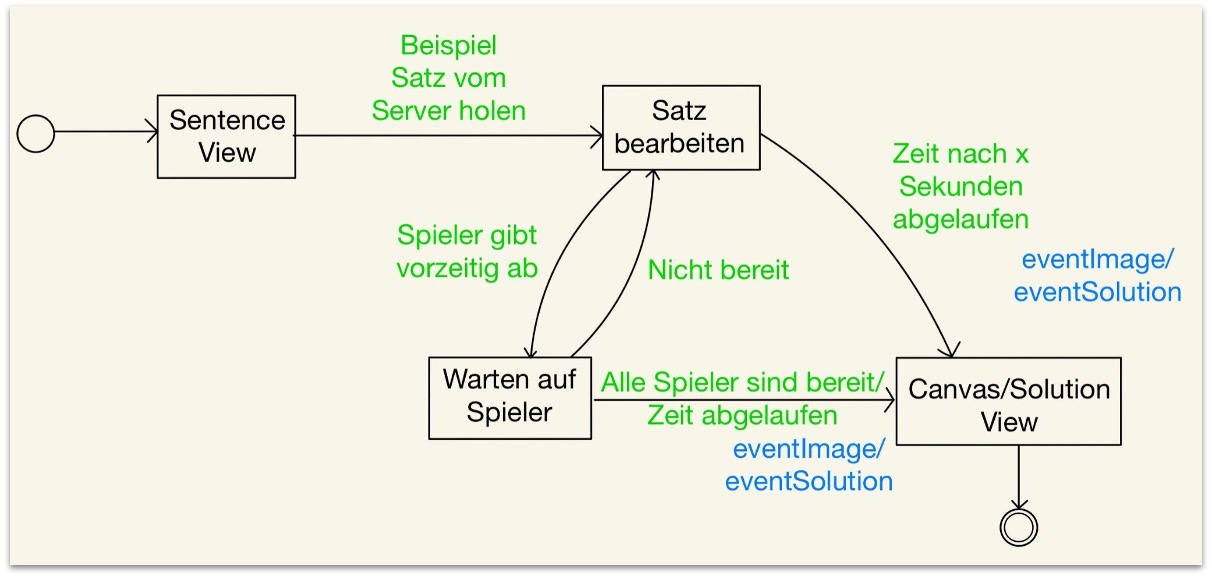 Beispiel
Satz vom
Server holen
Sentence
View
Satz
bearbeiten
Zeit nach x
Sekunden
abgelaufen
eventImage/
eventSolution
Spieler gibt
vorzeitig ab
Nicht bereit
Warten auf
Spieler
Alle Spieler sind bereit/
Zeit abgelaufen
eventImage/
eventSolution
Canvas/Solution
View